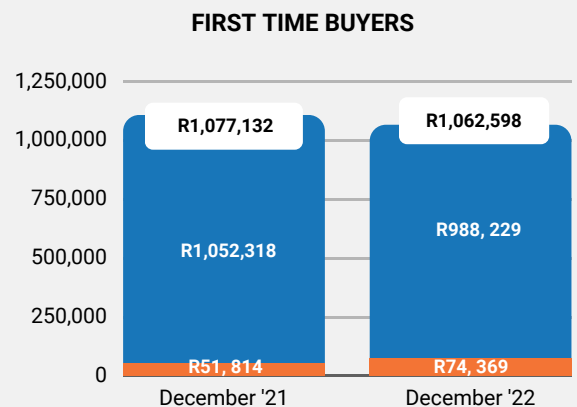 FIRST TIME BUYERS
1,250,000
1,000,000
750,000
500,000
250,000
0
R1,077,132
R1,062,598
R1,052,318
R988, 229
R51, 814
R74, 369
December '21
December '22